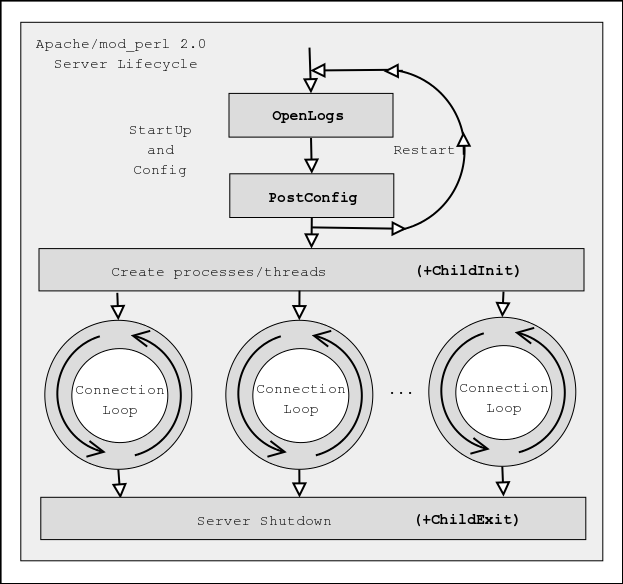 Apache/mod_perl 2.0
Server Lifecycle
OpenLogs
StartUp
and
Config
Restart
PostConfig
Create processes/threads (+ChildInit)
Connection
Loop
Connection
Loop
...
Connection
Loop
Server Shutdown (+ChildExit)